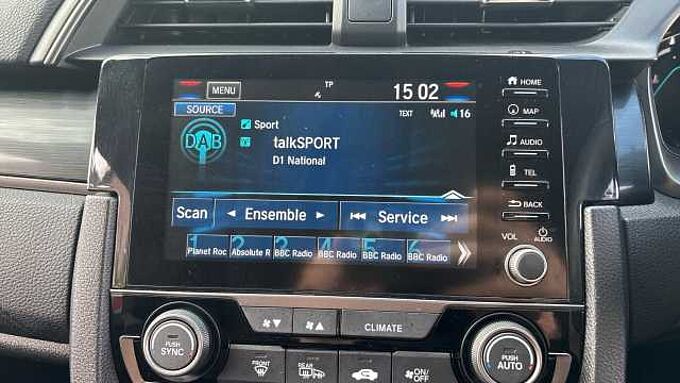 TP
MENU
15 02
SOURCE
TEXT
16
DAB
Sport
talkSPORT
D1 National
Scan
Ensemble
Service
1 2 3 4 5 6
Planet Roc Absolute R BBC Radio BBC Radio BBC Radio BBC Radio
HOME
MAP
AUDIO
TEL
BACK
VOL
AUDIO
CLIMATE
PUSH
SYNC
FRONT
REAR
ON/
OFF
PUSH
AUTO